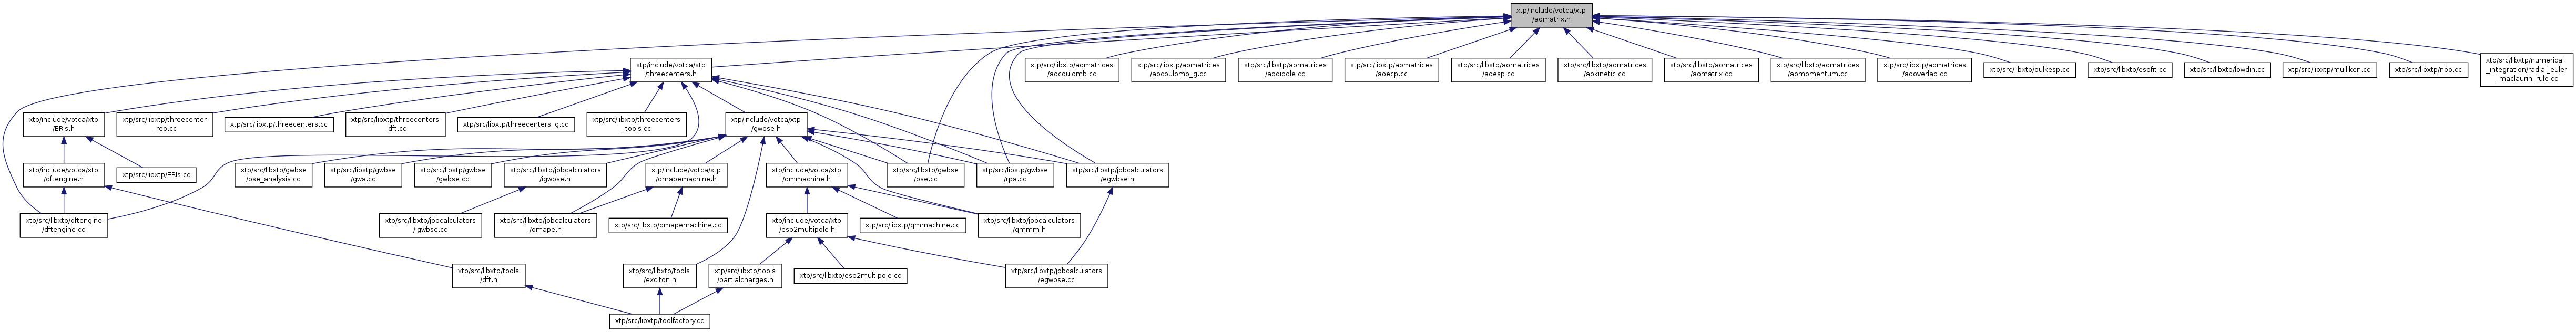 xtp/include/votca/xtp
/aomatrix.h
xtp/include/votca/xtp
/threecenters.h
xtp/src/libxtp/aomatrices
/aocoulomb.cc
xtp/src/libxtp/aomatrices
/aocoulomb_g.cc
xtp/src/libxtp/aomatrices
/aodipole.cc
xtp/src/libxtp/aomatrices
/aoecp.cc
xtp/src/libxtp/aomatrices
/aoesp.cc
xtp/src/libxtp/aomatrices
/aokinetic.cc
xtp/src/libxtp/aomatrices
/aomatrix.cc
xtp/src/libxtp/aomatrices
/aomomentum.cc
xtp/src/libxtp/aomatrices
/aooverlap.cc
xtp/src/libxtp/bulkesp.cc
xtp/src/libxtp/espfit.cc
xtp/src/libxtp/lowdin.cc
xtp/src/libxtp/mulliken.cc
xtp/src/libxtp/nbo.cc
xtp/src/libxtp/numerical
_integration/radial_euler
_maclaurin_rule.cc
xtp/include/votca/xtp
/ERIs.h
xtp/src/libxtp/threecenter
_rep.cc
xtp/src/libxtp/threecenters.cc
xtp/src/libxtp/threecenters
_dft.cc
xtp/src/libxtp/threecenters_g.cc
xtp/src/libxtp/threecenters
_tools.cc
xtp/include/votca/xtp
/gwbse.h
xtp/include/votca/xtp
/dftengine.h
xtp/src/libxtp/ERIs.cc
xtp/src/libxtp/gwbse
/bse_analysis.cc
xtp/src/libxtp/gwbse
/gwa.cc
xtp/src/libxtp/gwbse
/gwbse.cc
xtp/src/libxtp/jobcalculators
/igwbse.h
xtp/include/votca/xtp
/qmapemachine.h
xtp/include/votca/xtp
/qmmachine.h
xtp/src/libxtp/gwbse
/bse.cc
xtp/src/libxtp/gwbse
/rpa.cc
xtp/src/libxtp/jobcalculators
/egwbse.h
xtp/src/libxtp/dftengine
/dftengine.cc
xtp/src/libxtp/jobcalculators
/igwbse.cc
xtp/src/libxtp/jobcalculators
/qmape.h
xtp/src/libxtp/qmapemachine.cc
xtp/include/votca/xtp
/esp2multipole.h
xtp/src/libxtp/qmmachine.cc
xtp/src/libxtp/jobcalculators
/qmmm.h
xtp/src/libxtp/tools
/dft.h
xtp/src/libxtp/tools
/exciton.h
xtp/src/libxtp/tools
/partialcharges.h
xtp/src/libxtp/esp2multipole.cc
xtp/src/libxtp/jobcalculators
/egwbse.cc
xtp/src/libxtp/toolfactory.cc